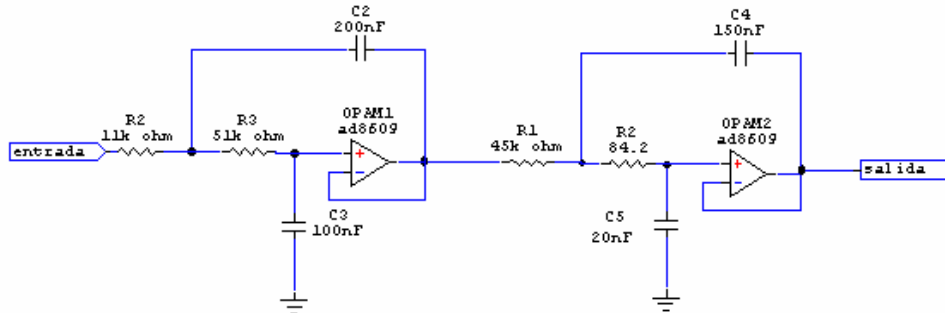 C2
200nF
C4
150nF
OPAM1
ad8609
OPAM2
ad8609
R2
11k ohm
R3
51k ohm
R1
45k ohm
R2
84.2
entrada
salida
+
-
+
-
C3
100nF
C5
20nF